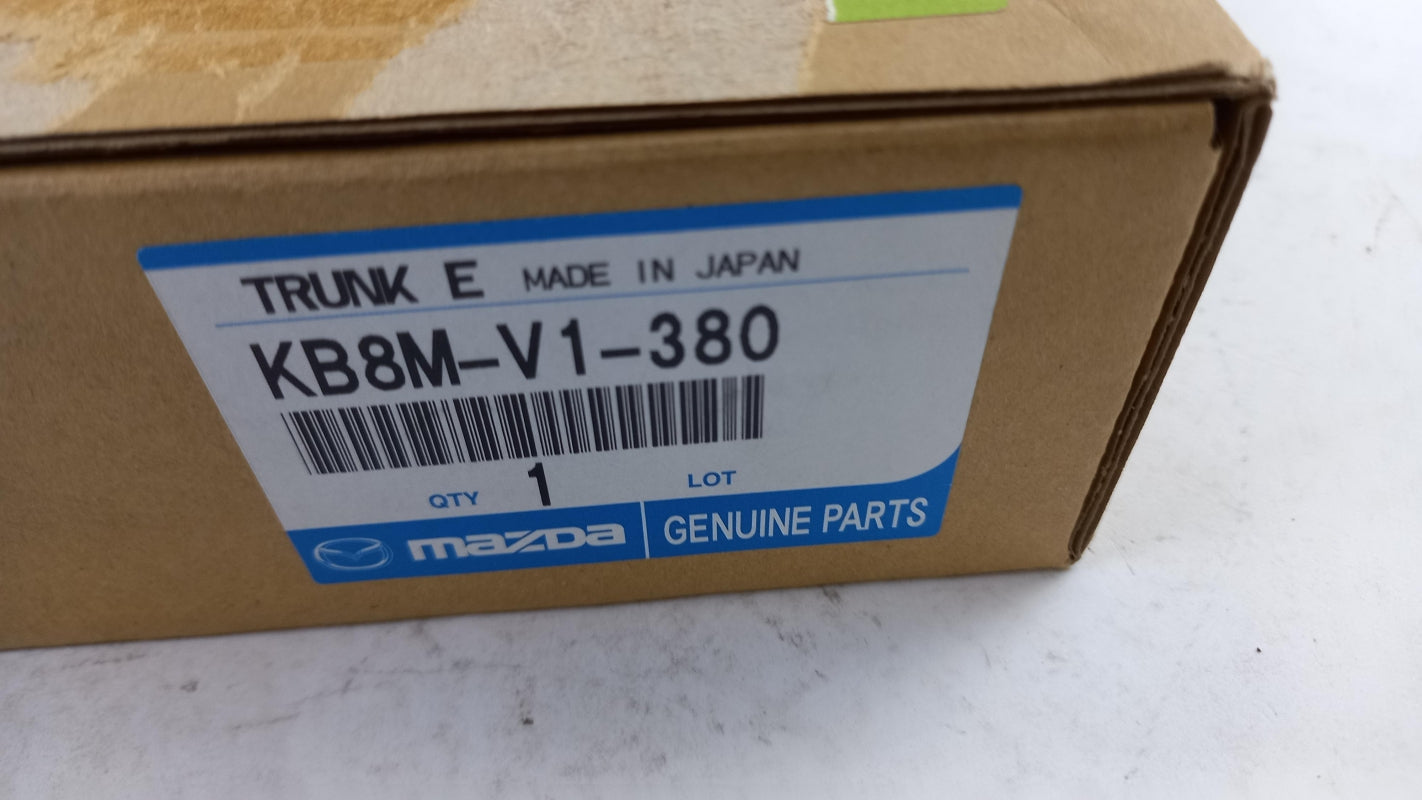 TRUNK E MADE IN JAPAN
KB8M-V1-380
QTY 1 LOT
mazda GENUINE PARTS